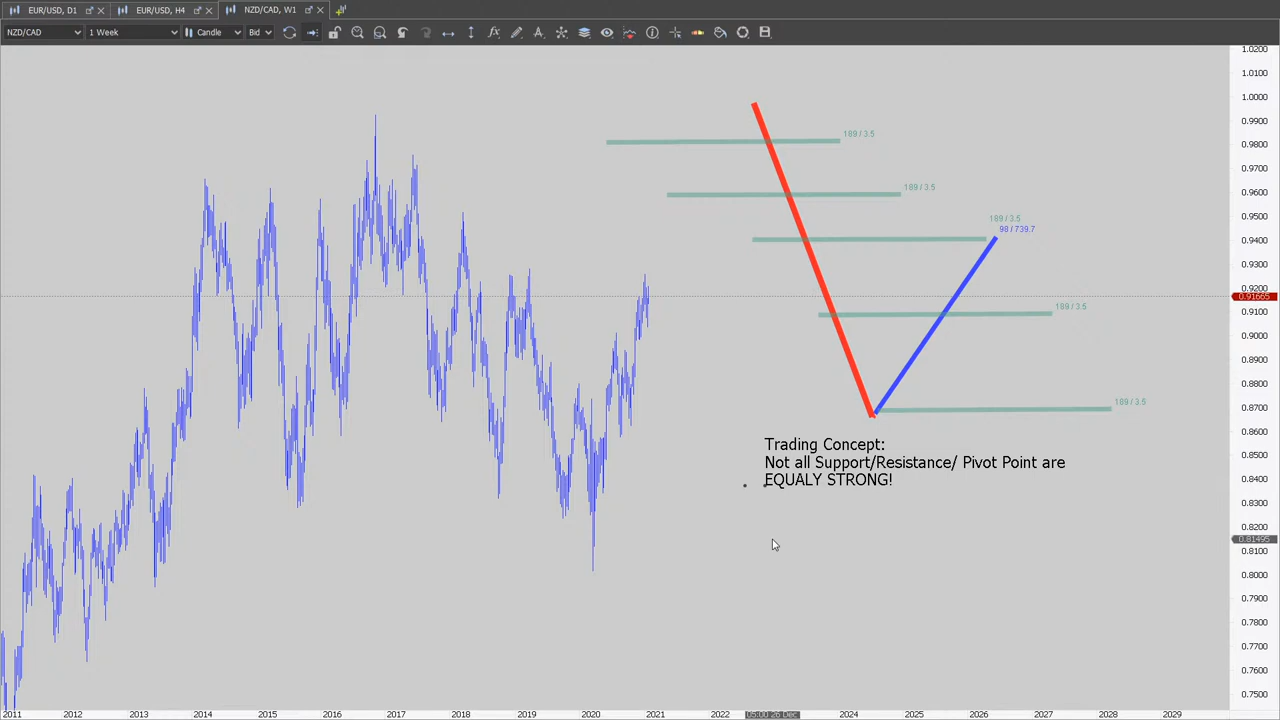 EUR/USD, D1 EUR/USD, H4 NZD/CAD, W1
NZD/CAD 1 Week Candle Bid
1.0200
1.0100
1.0000
0.9900
0.9800
0.9700
0.9600
0.9500
0.9400
0.9300
0.9200
0.91665
0.9100
0.9000
0.8900
0.8800
0.8700
0.8600
0.8500
0.8400
0.8300
0.8200
0.81495
0.8100
0.8000
0.7900
0.7800
0.7700
0.7600
0.7500
189 / 3.5
189 / 3.5
189 / 3.5
98 / 739.7
189 / 3.5
189 / 3.5
Trading Concept:
Not all Support/Resistance/ Pivot Point are
EQUALY STRONG!
2011 2012 2013 2014 2015 2016 2017 2018 2019 2020 2021 2022 05:00 26 Dec 2024 2025 2026 2027 2028 2029